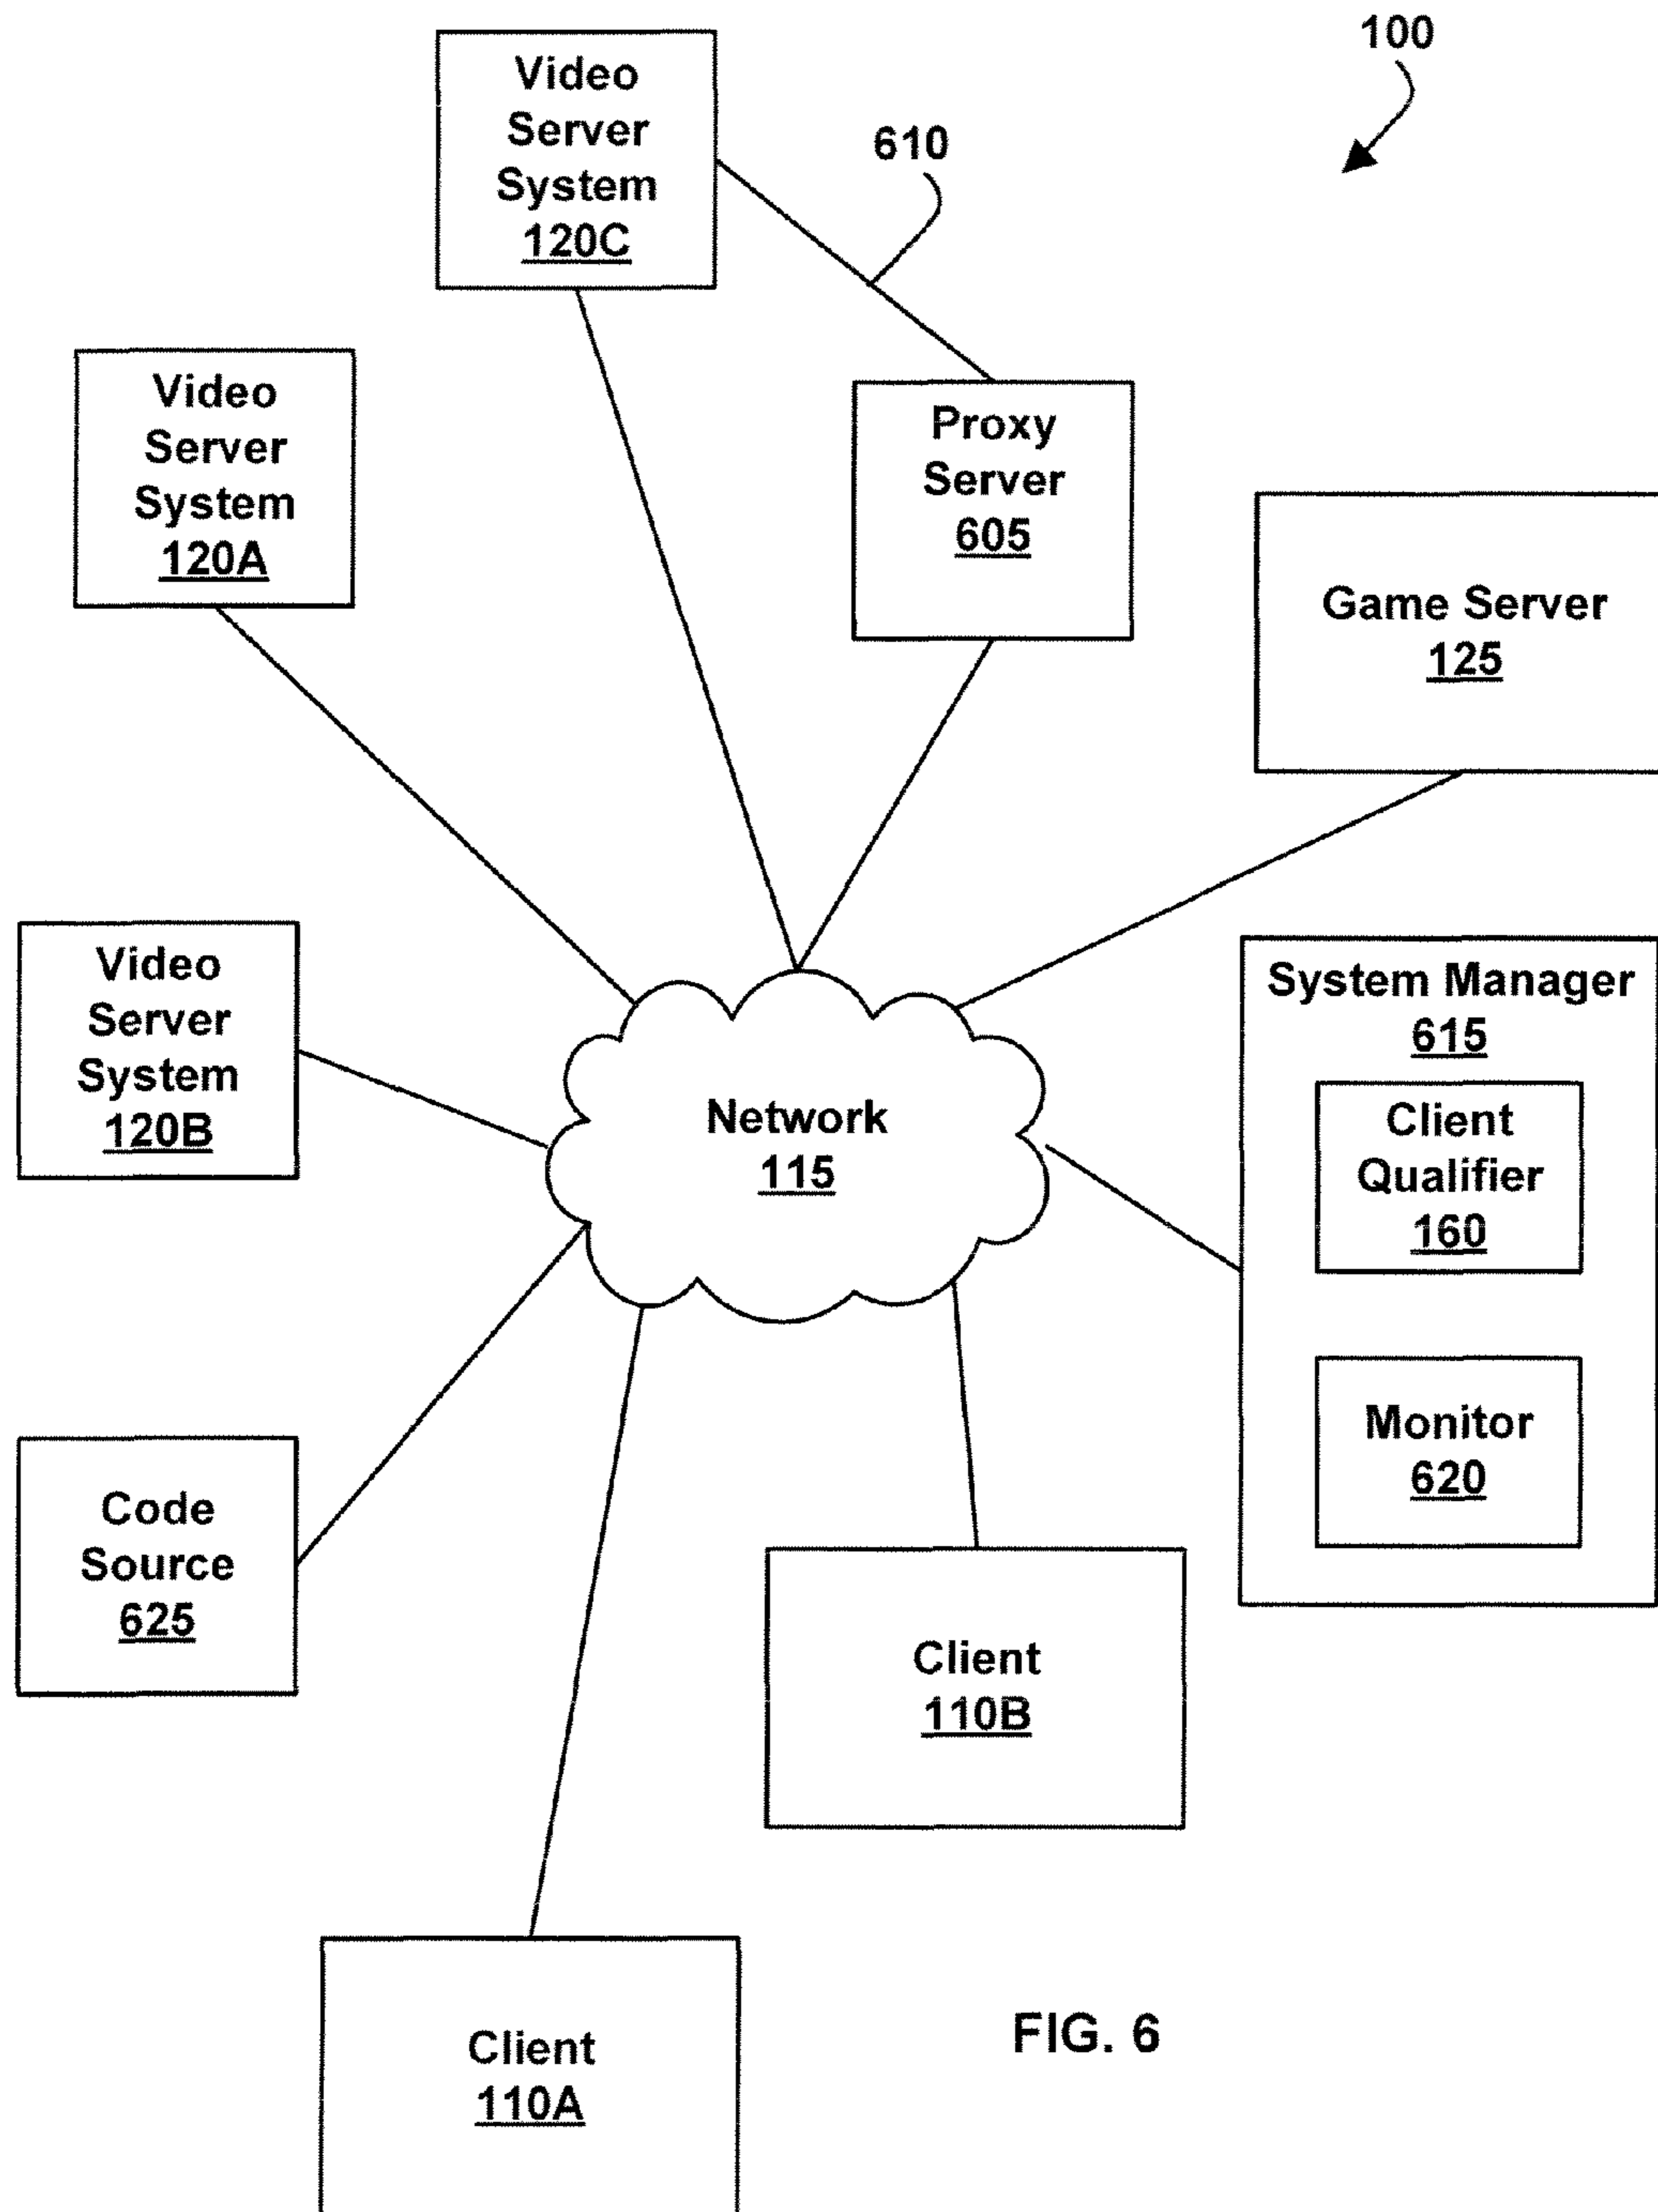 100
Video
Server
System
120C
610
Video
Server
System
120A
Proxy
Server
605
Game Server
125
Video
Server
System
120B
System Manager
615
Client
Qualifier
160
Network
115
Monitor
620
Code
Source
625
Client
110B
Client
110A
FIG. 6